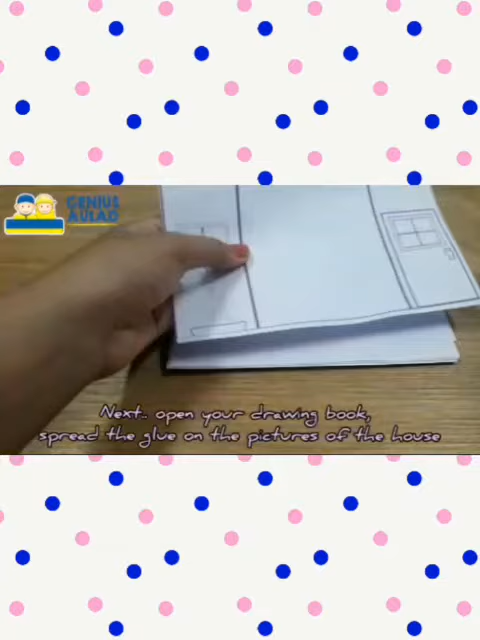 GENIUS
AULAD
Next.. open your drawing book,
spread the glue on the pictures of the house